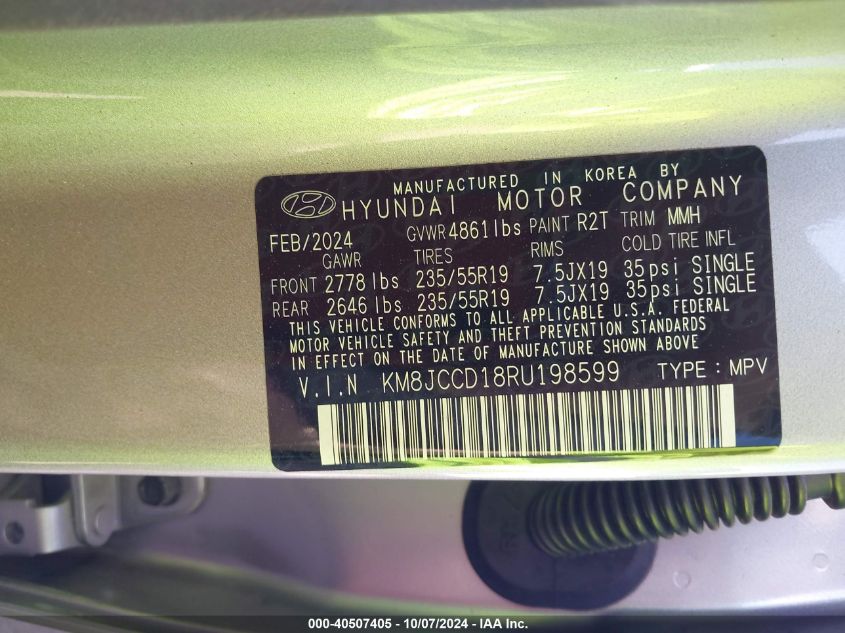 MANUFACTURED IN KOREA BY
HYUNDAI MOTOR COMPANY
FEB/2024 GVWR 4861 lbs PAINT R2T TRIM MMH
GAWR TIRES RIMS COLD TIRE INFL
FRONT 2778 lbs 235/55R19 7.5JX19 35psi SINGLE
REAR 2646 lbs 235/55R19 7.5JX19 35psi SINGLE
THIS VEHICLE CONFORMS TO ALL APPLICABLE U.S.A. FEDERAL
MOTOR VEHICLE SAFETY AND THEFT PREVENTION STANDARDS
IN EFFECT ON THE DATE OF MANUFACTURE SHOWN ABOVE
V.I.N KM8JCCD18RU198599 TYPE : MPV
000-40507405 - 10/07/2024 - IAA Inc.